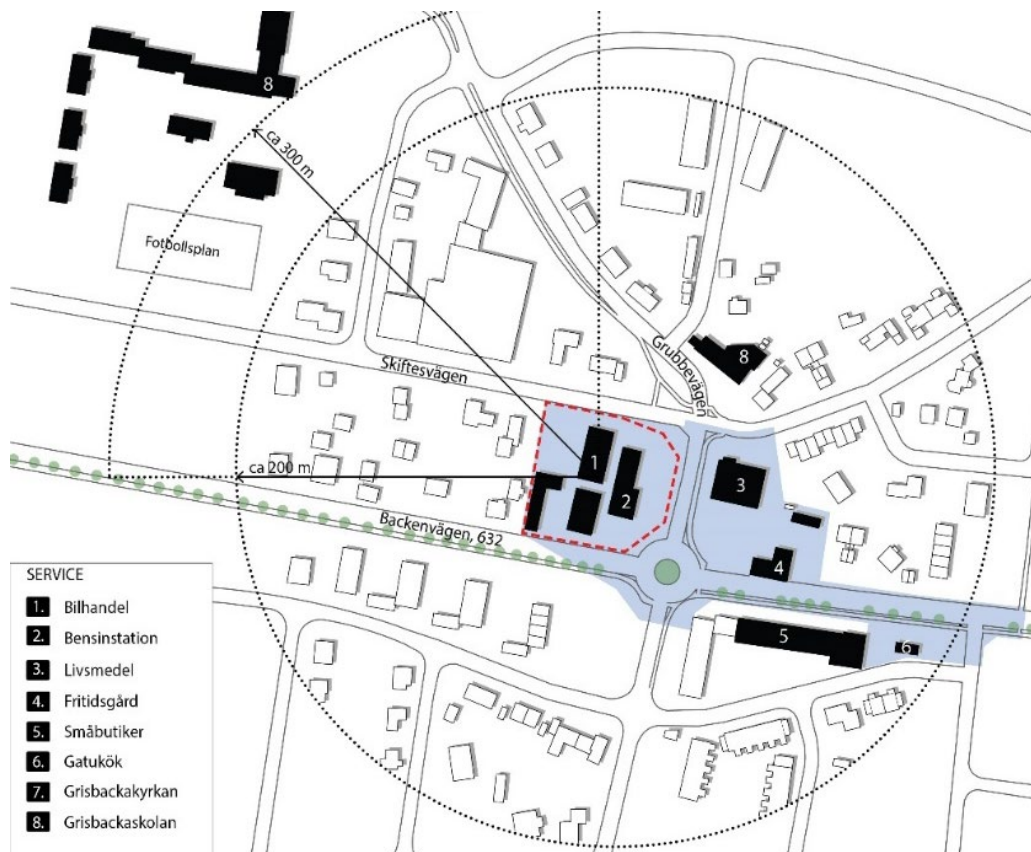 8
ca 300 m
Fotbollsplan
Skiftesvägen
Grubbevägen
8
1
2
3
ca 200 m
Backenvägen, 632
4
5
6
SERVICE
1. Bilhandel
2. Bensinstation
3. Livsmedel
4. Fritidsgård
5. Småbutiker
6. Gatukök
7. Grisbackakyrkan
8. Grisbackaskolan